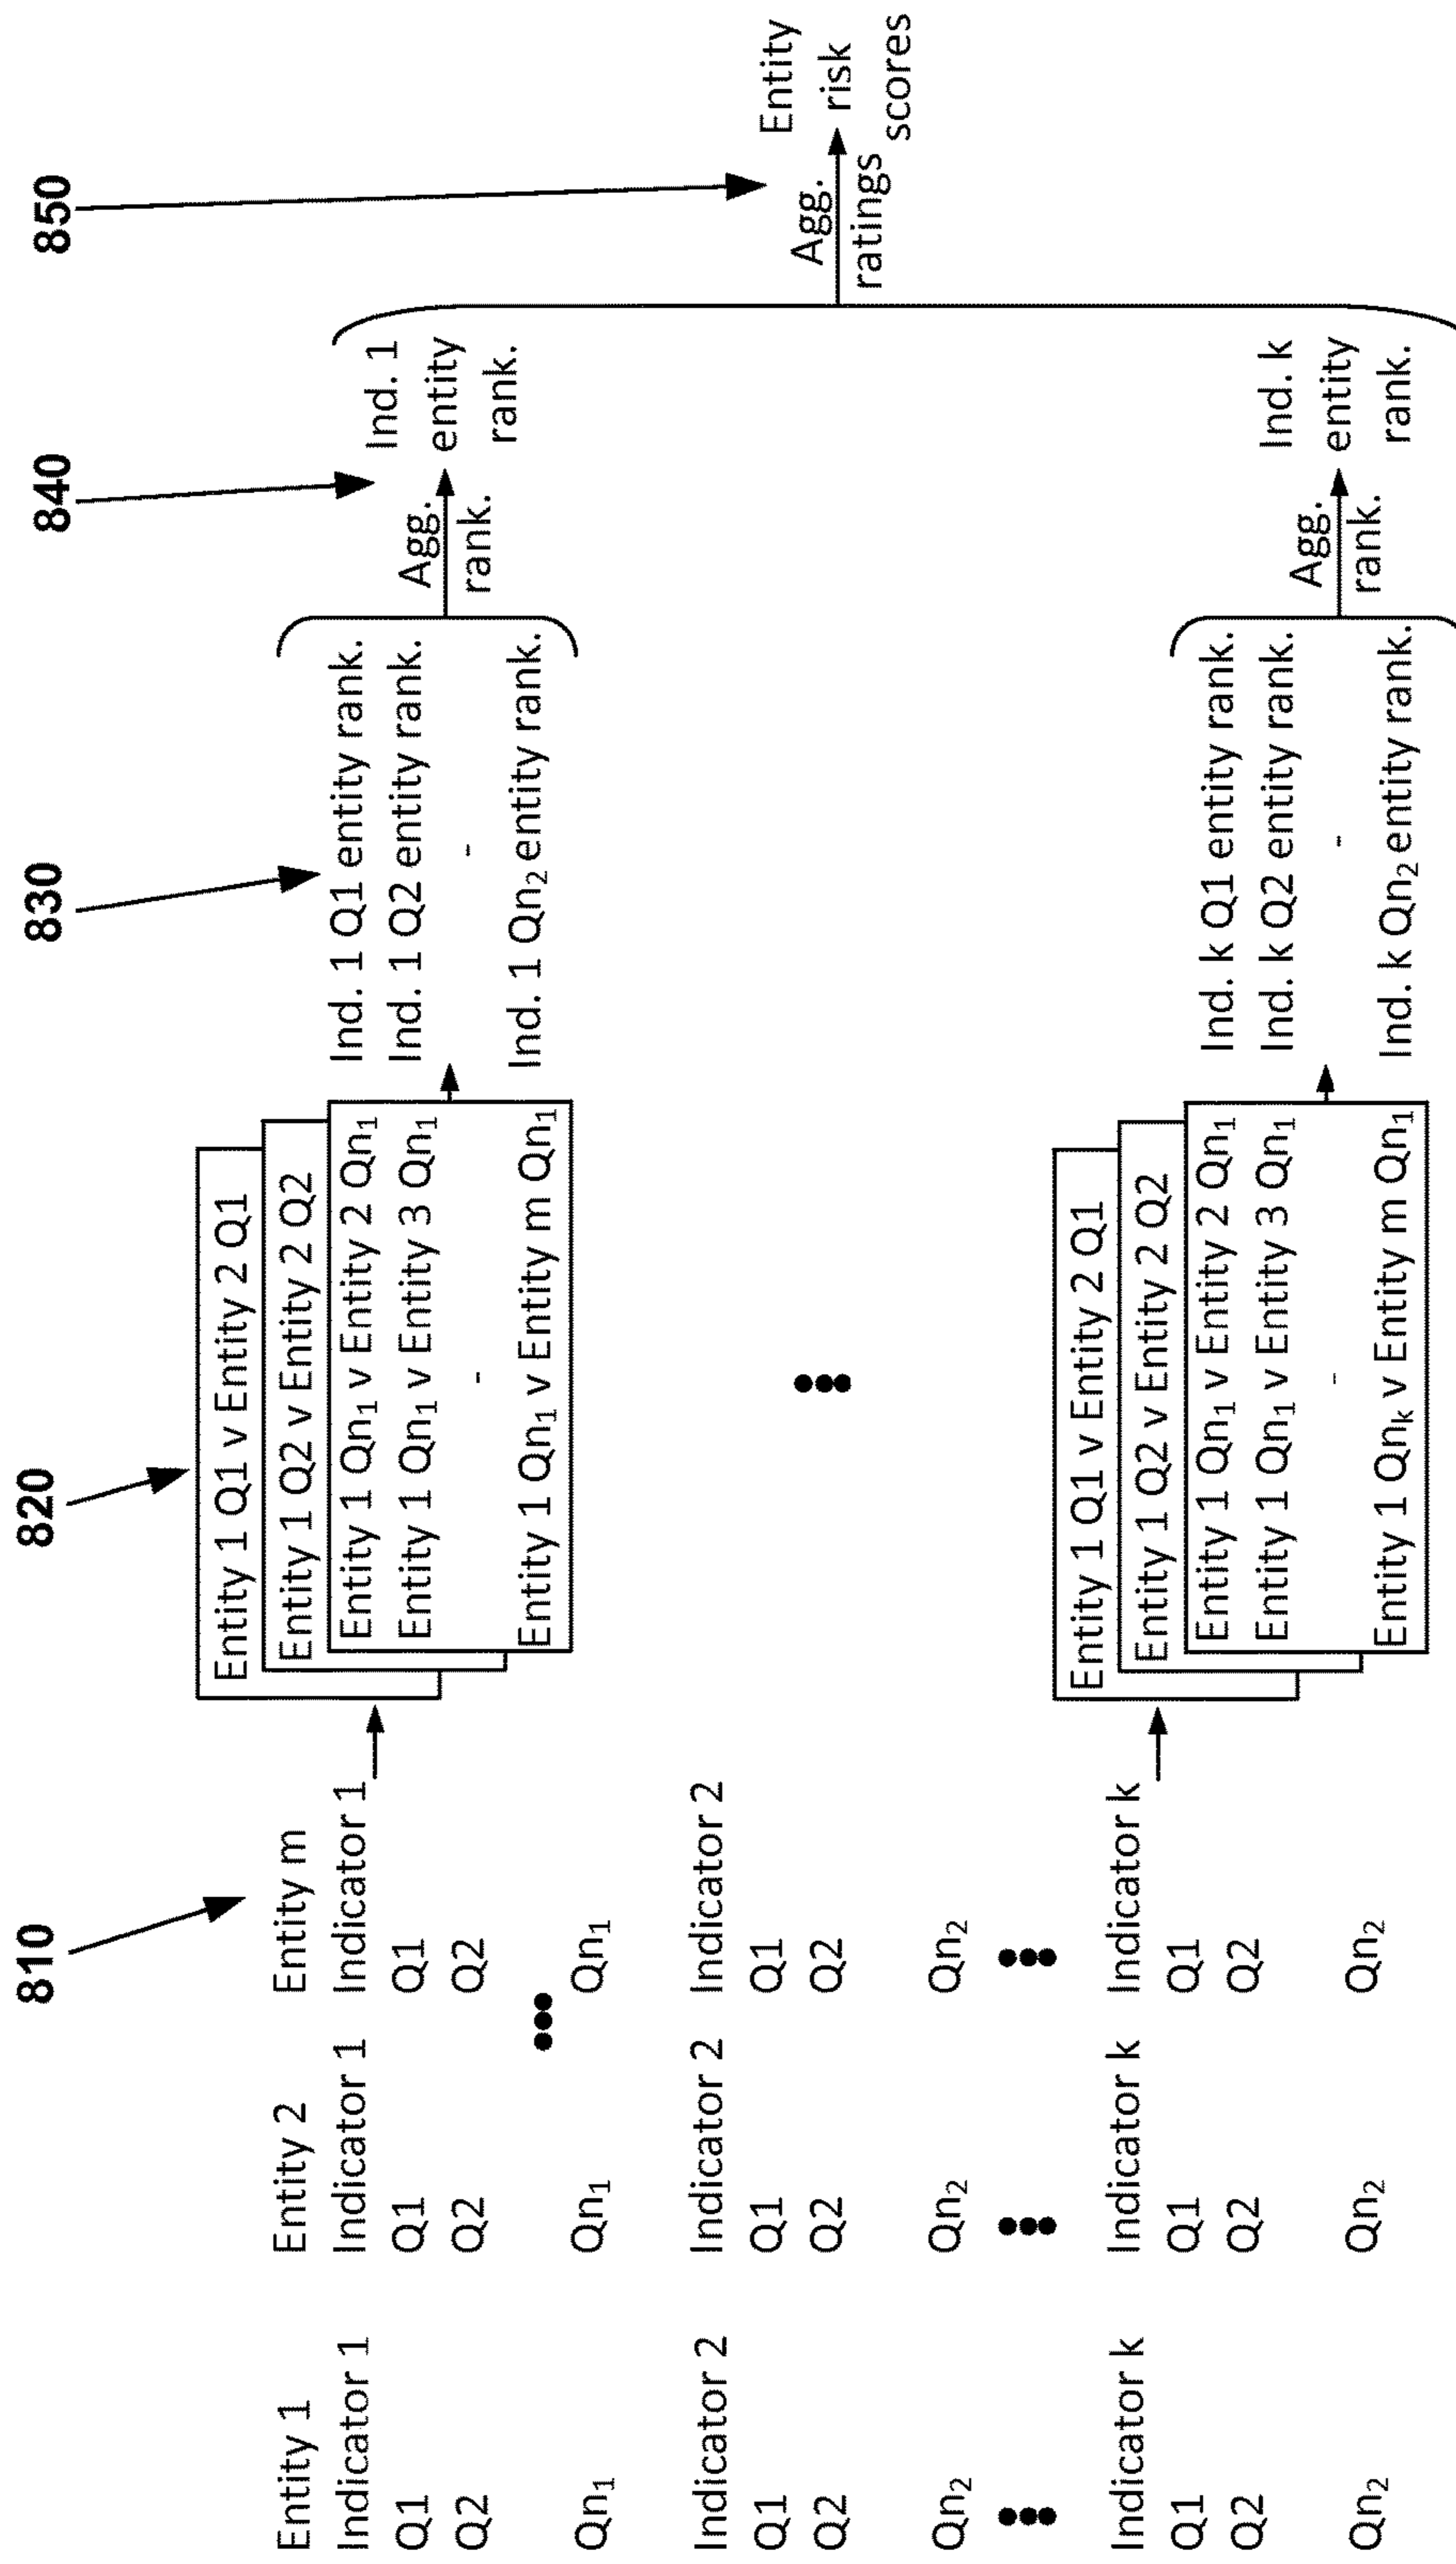 810
820
830
840
850
Entity 1
Indicator 1
Q1
Q2
Qn₁
Indicator 2
Q1
Q2
Qn₂
Indicator k
Q1
Q2
Qn₂
Entity 2
Indicator 1
Q1
Q2
Qn₁
Indicator 2
Q1
Q2
Qn₂
Indicator k
Q1
Q2
Qn₂
Entity m
Indicator 1
Q1
Q2
Qn₁
Indicator 2
Q1
Q2
Qn₂
Indicator k
Q1
Q2
Qn₂
Entity 1 Q1 v Entity 2 Q1
Entity 1 Q2 v Entity 2 Q2
Entity 1 Qn₁ v Entity 2 Qn₁
Entity 1 Qn₁ v Entity 3 Qn₁
-
Entity 1 Qn₁ v Entity m Qn₁
Entity 1 Q1 v Entity 2 Q1
Entity 1 Q2 v Entity 2 Q2
Entity 1 Qn₁ v Entity 2 Qn₁
Entity 1 Qn₁ v Entity 3 Qn₁
-
Entity 1 Qnₖ v Entity m Qn₁
Ind. 1 Q1 entity rank.
Ind. 1 Q2 entity rank.
-
Ind. 1 Qn₂ entity rank.
Ind. k Q1 entity rank.
Ind. k Q2 entity rank.
-
Ind. k Qn₂ entity rank.
Agg.
rank.
Ind. 1
entity
rank.
Agg.
rank.
Ind. k
entity
rank.
Agg.
ratings
Entity
risk
scores